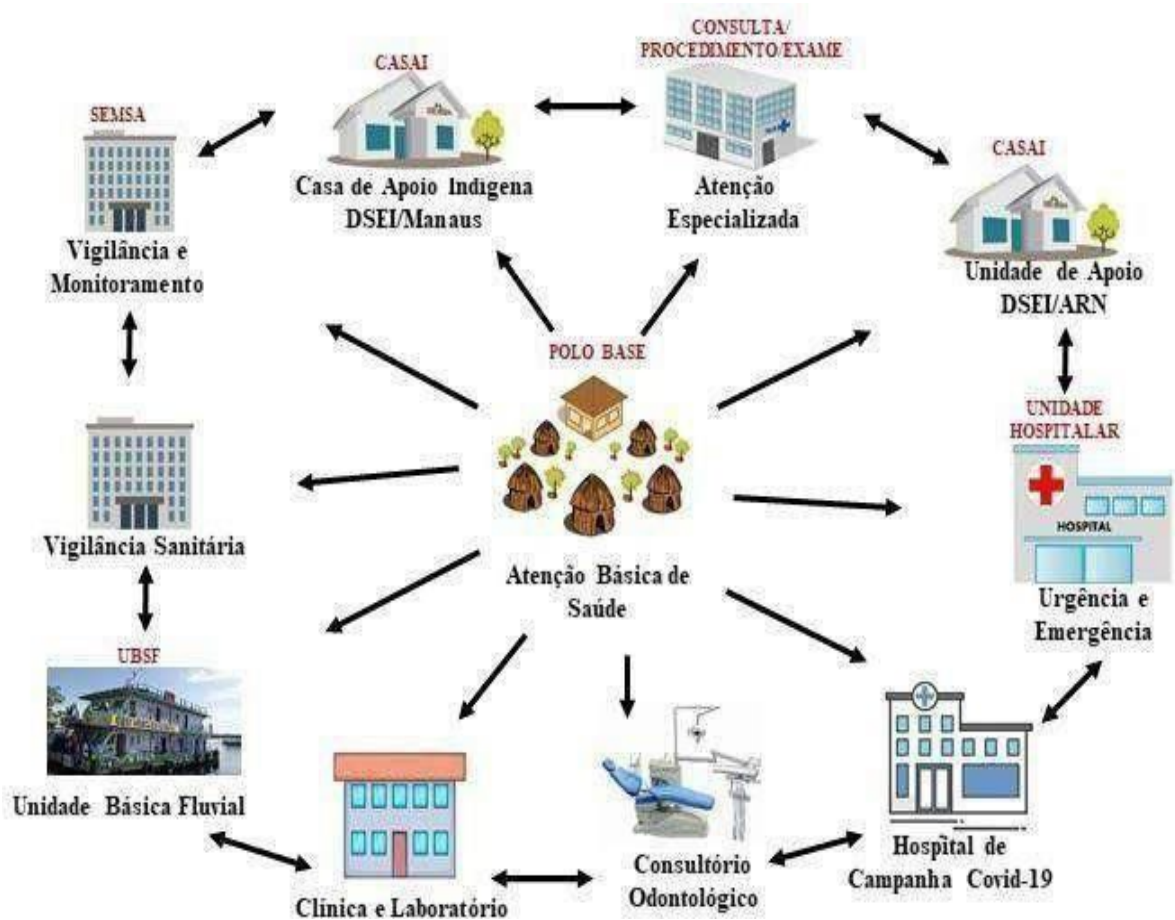 CONSULTA/
PROCEDIMENTO/EXAME
Atenção
Especializada
CASAI
Casa de Apoio Indígena
DSEI/Manaus
SEMSA
Vigilância e
Monitoramento
CASAI
Unidade de Apoio
DSEI/ARN
POLO BASE
Atenção Básica de
Saúde
UNIDADE
HOSPITALAR
HOSPITAL
Urgência e
Emergência
Vigilância Sanitária
UBSF
Unidade Básica Fluvial
Clínica e Laboratório
Consultório
Odontológico
Hospital de
Campanha Covid-19